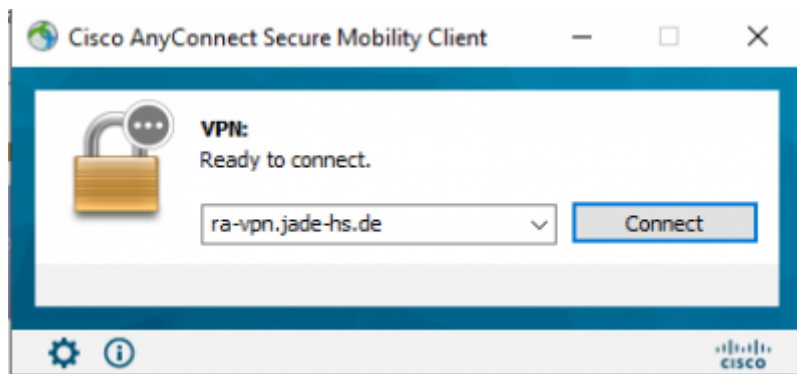 Cisco AnyConnect Secure Mobility Client
VPN:
Ready to connect.
ra-vpn.jade-hs.de
Connect
CISCO